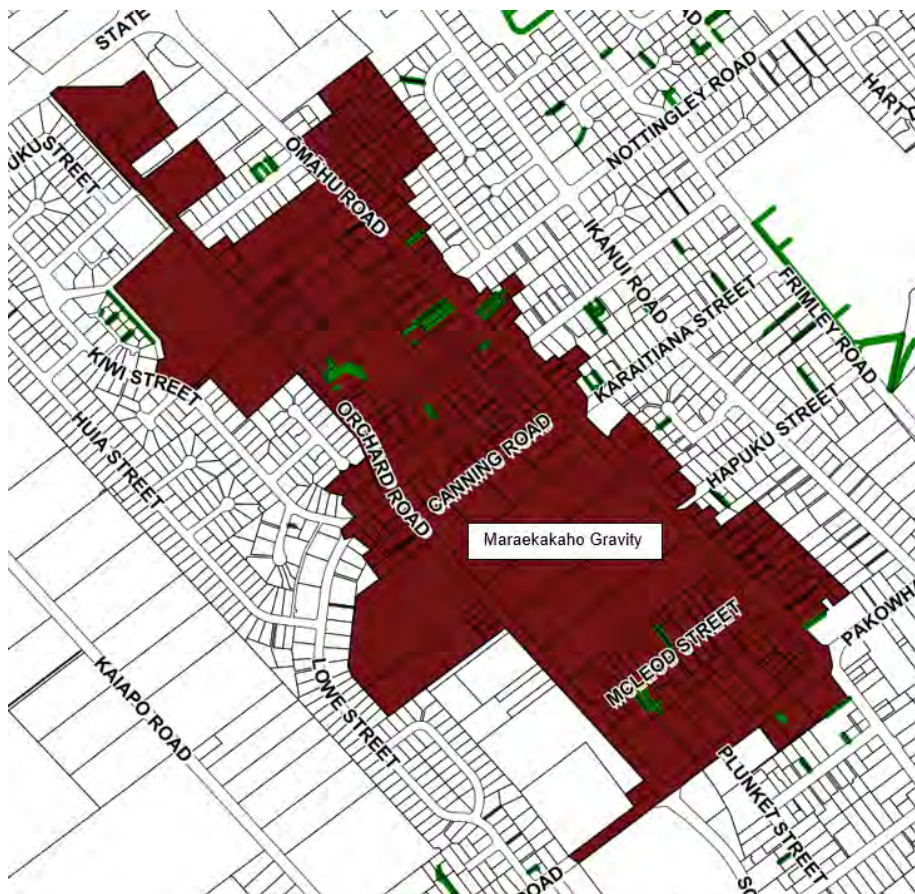 STATE
UKU STREET
OMAHU ROAD
NOTTINGLEY ROAD
HART S
IKANUI ROAD
FRIMLEY ROAD
KARAITIANA STREET
KIWI STREET
HUIA STREET
ORCHARD ROAD
CANNING ROAD
HAPUKU STREET
Maraekakaho Gravity
MCLEOD STREET
PAKOWH
KAIAPO ROAD
LOWE STREET
PLUNKET STREET
ROAD